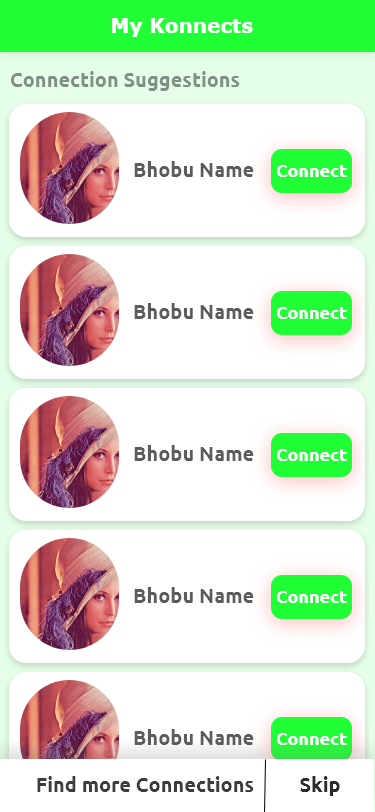 My Konnects
Connection Suggestions
Bhobu Name
Connect
Bhobu Name
Connect
Bhobu Name
Connect
Bhobu Name
Connect
Bhobu Name
Connect
Find more Connections
Skip